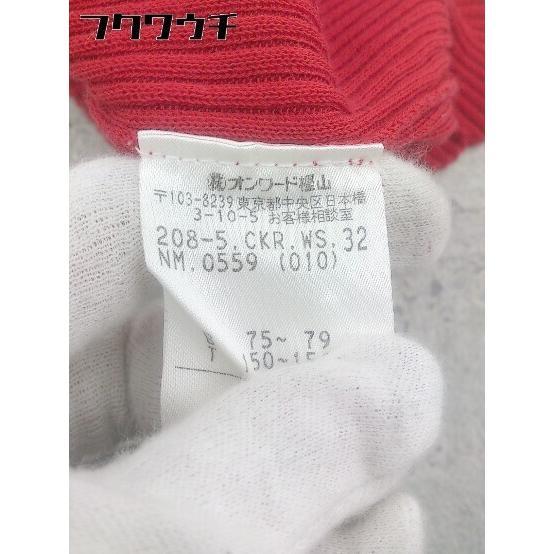 フクワウチ
㈱オンワード樫山
〒103-8239 東京都中央区日本橋
3-10-5 お客様相談室
208-5.CKR.WS.32
NM.0559 (010)
75~ 79
150~